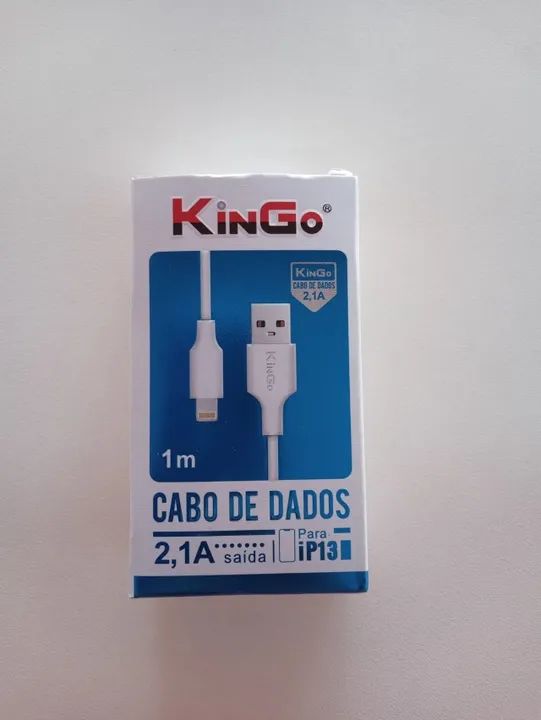 KinGo®
KinGo
CABO DE DADOS
2,1A
KinGo
1m
CABO DE DADOS
2,1A saída Para iP13